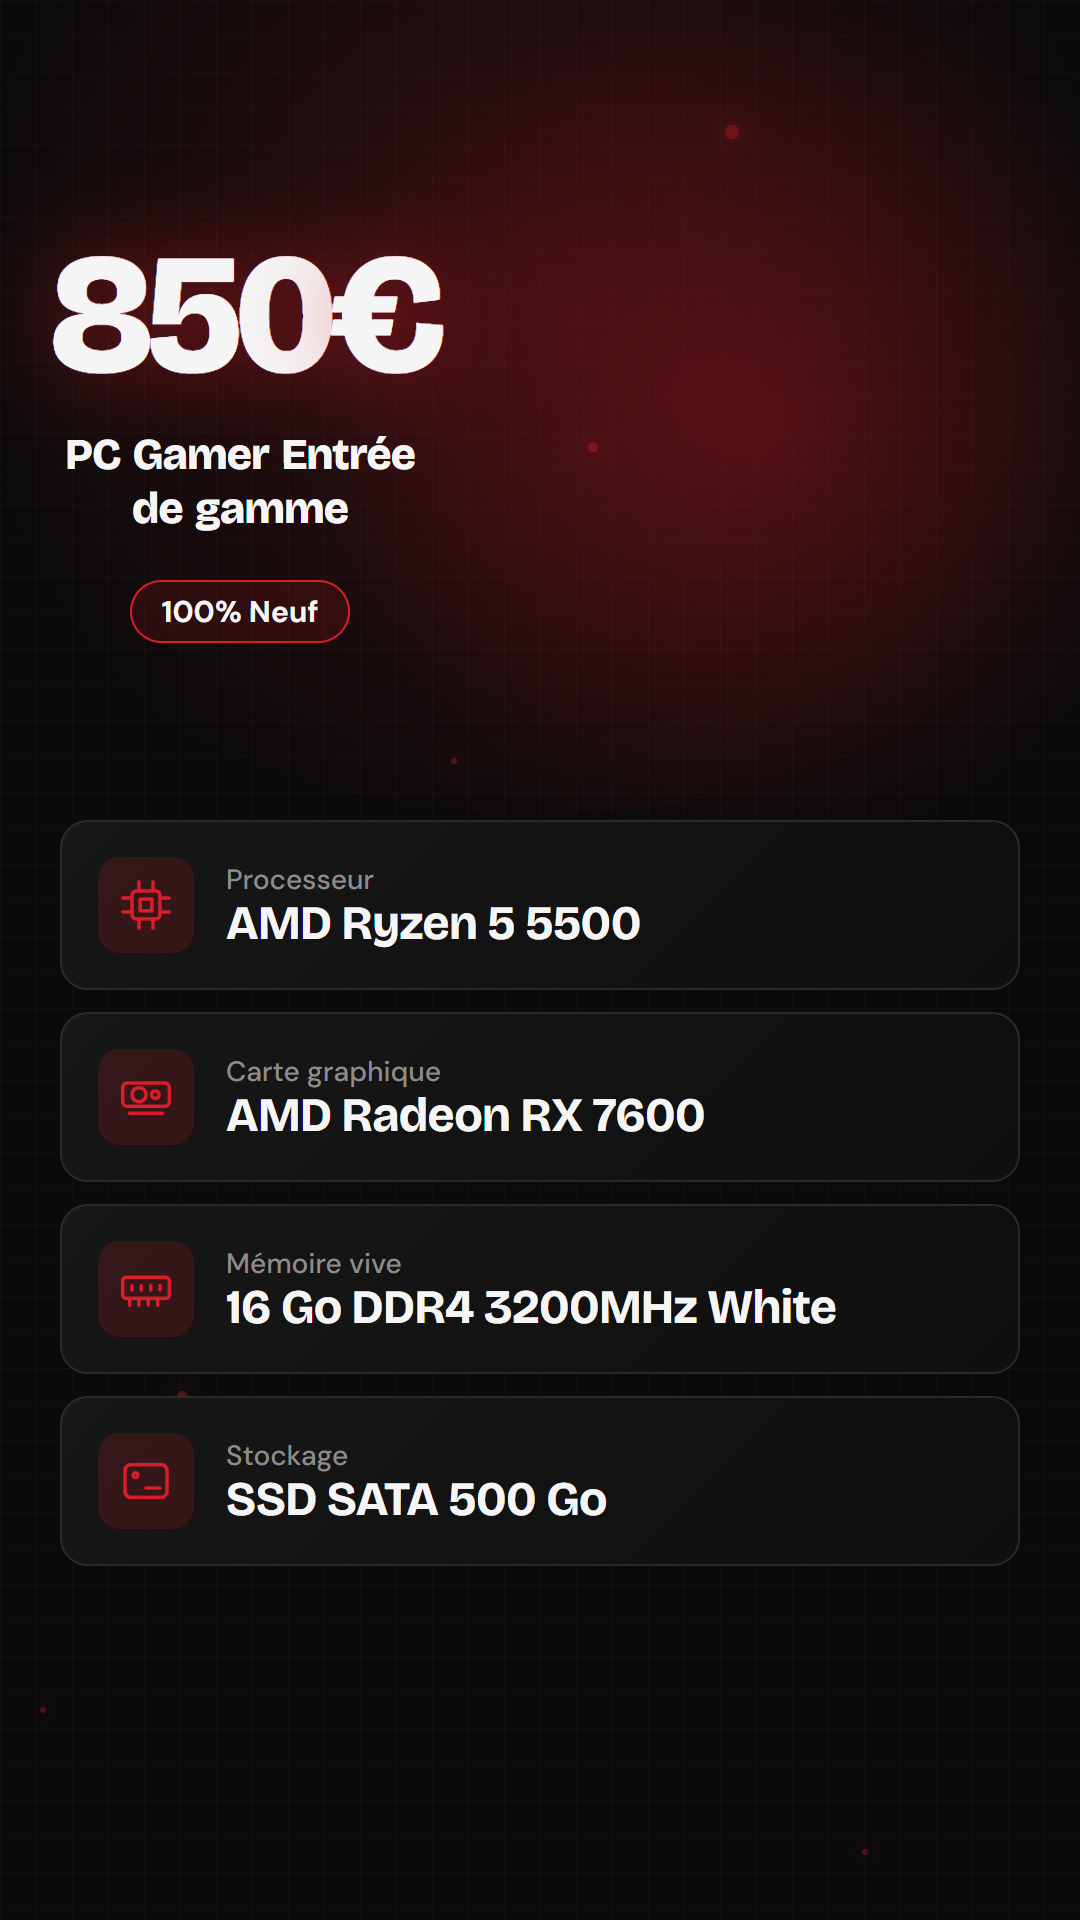 850€
PC Gamer Entrée
de gamme
100% Neuf
Processeur
AMD Ryzen 5 5500
Carte graphique
AMD Radeon RX 7600
Mémoire vive
16 Go DDR4 3200MHz White
Stockage
SSD SATA 500 Go